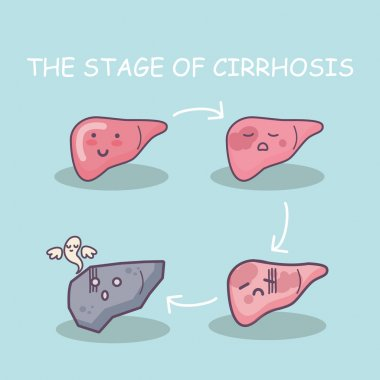 THE STAGE OF CIRRHOSIS